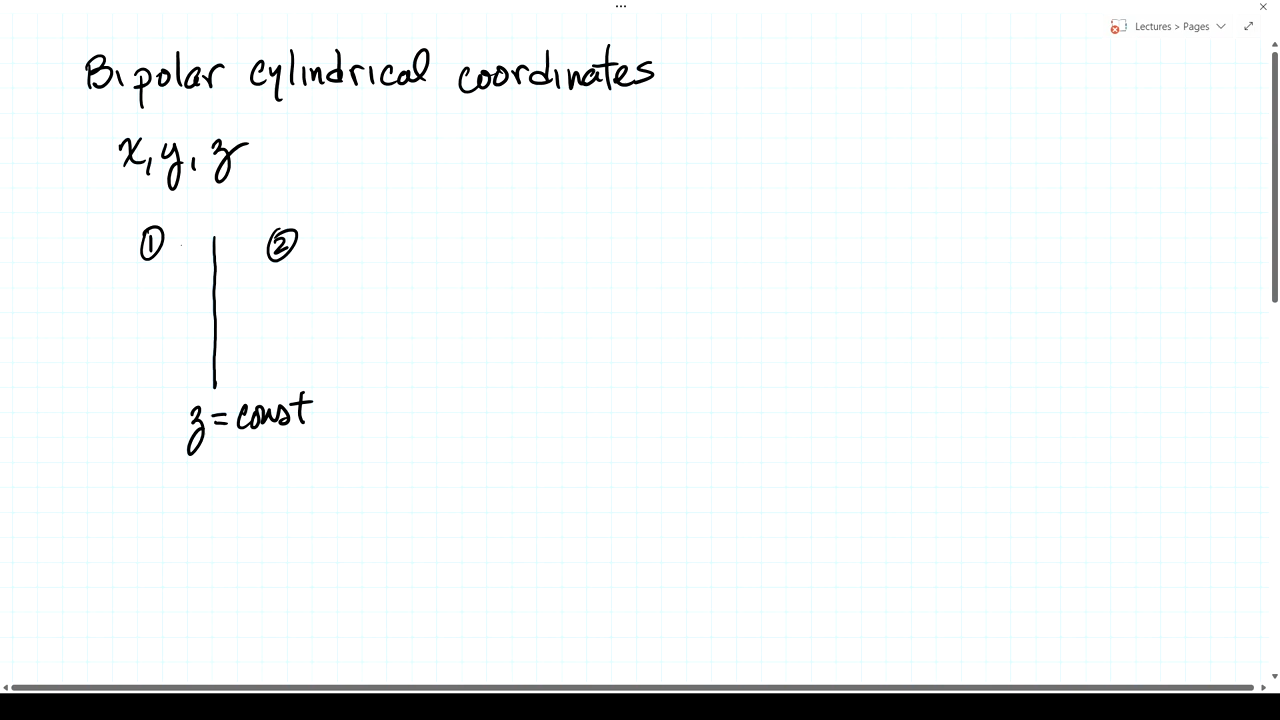 ...
Lectures > Pages
Bipolar cylindrical coordinates
x, y, z
① ②
z = const